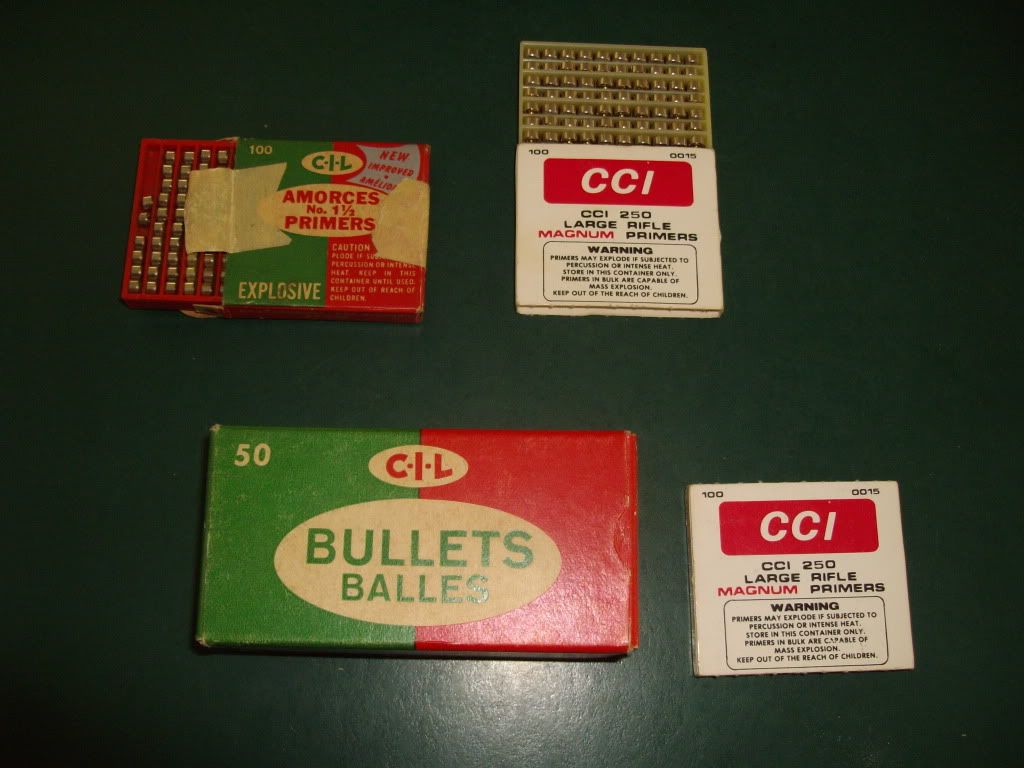 100
C·I·L
NEW
IMPROVED
AMORCES
No. 1½
PRIMERS
CAUTION
PLODE IF
PERCUSSION OR
HEAT KEEP IN THIS
CONTAINER UNTIL USED.
KEEP OUT OF REACH OF
CHILDREN.
EXPLOSIVE
100 0015
CCI
CCI 250
LARGE RIFLE
MAGNUM PRIMERS
WARNING
PRIMERS MAY EXPLODE IF SUBJECTED TO
PERCUSSION OR INTENSE HEAT.
STORE IN THIS CONTAINER ONLY.
PRIMERS IN BULK ARE CAPABLE OF
MASS EXPLOSION.
KEEP OUT OF THE REACH OF CHILDREN.
50
C·I·L
BULLETS
BALLES
100 0015
CCI
CCI 250
LARGE RIFLE
MAGNUM PRIMERS
WARNING
PRIMERS MAY EXPLODE IF SUBJECTED TO
PERCUSSION OR INTENSE HEAT.
STORE IN THIS CONTAINER ONLY.
PRIMERS IN BULK ARE CAPABLE OF
MASS EXPLOSION.
KEEP OUT OF THE REACH OF CHILDREN.